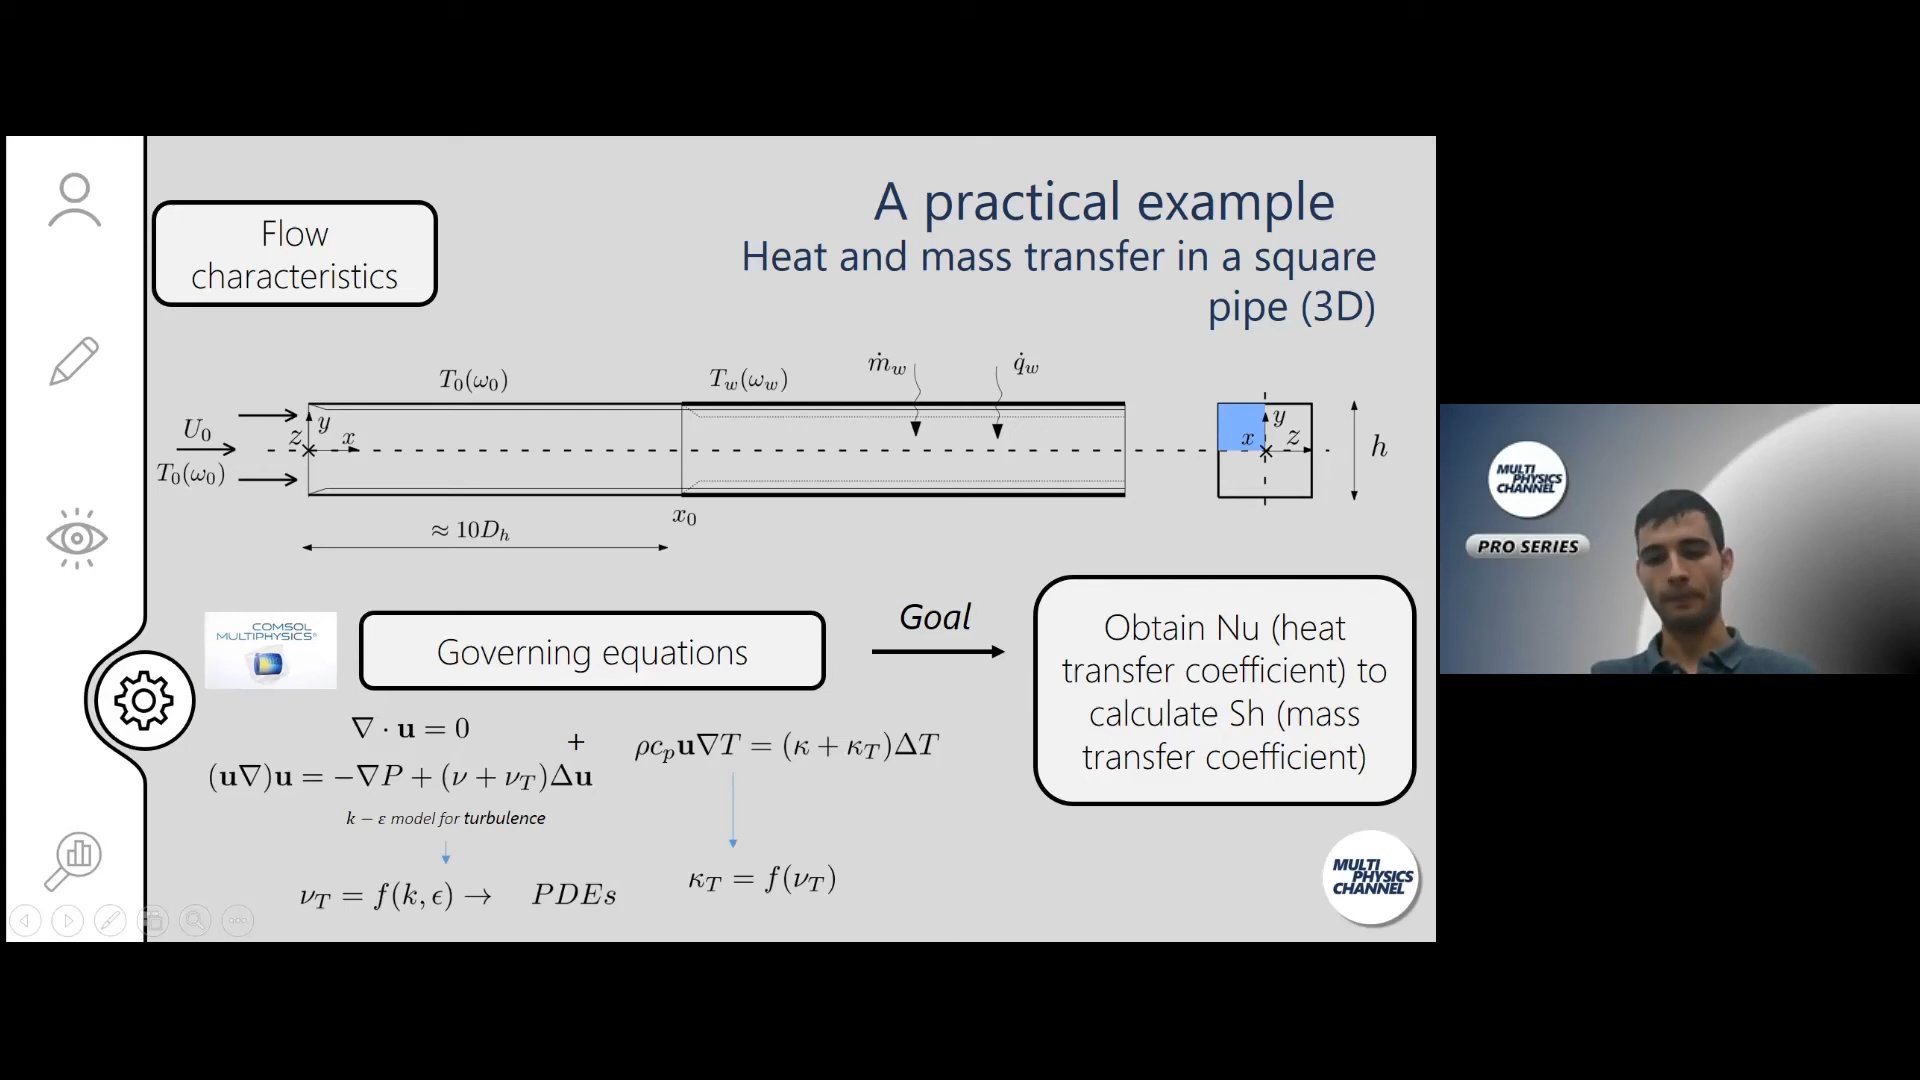 Flow
characteristics
A practical example
Heat and mass transfer in a square
pipe (3D)
T₀(ω₀)
T_w(ω_w)
ṁ_w
q̇_w
U₀
T₀(ω₀)
z
y
x
x₀
≈ 10D_h
y
x
z
h
COMSOL
MULTIPHYSICS®
Governing equations
Goal
Obtain Nu (heat
transfer coefficient) to
calculate Sh (mass
transfer coefficient)
∇ · u = 0
(u∇)u = −∇P + (ν + ν_T)Δu
+
ρc_p u∇T = (κ + κ_T)ΔT
k − ε model for turbulence
ν_T = f(k, ϵ) → PDEs
κ_T = f(ν_T)
MULTI
PHYSICS
CHANNEL
MULTI
PHYSICS
CHANNEL
PRO SERIES